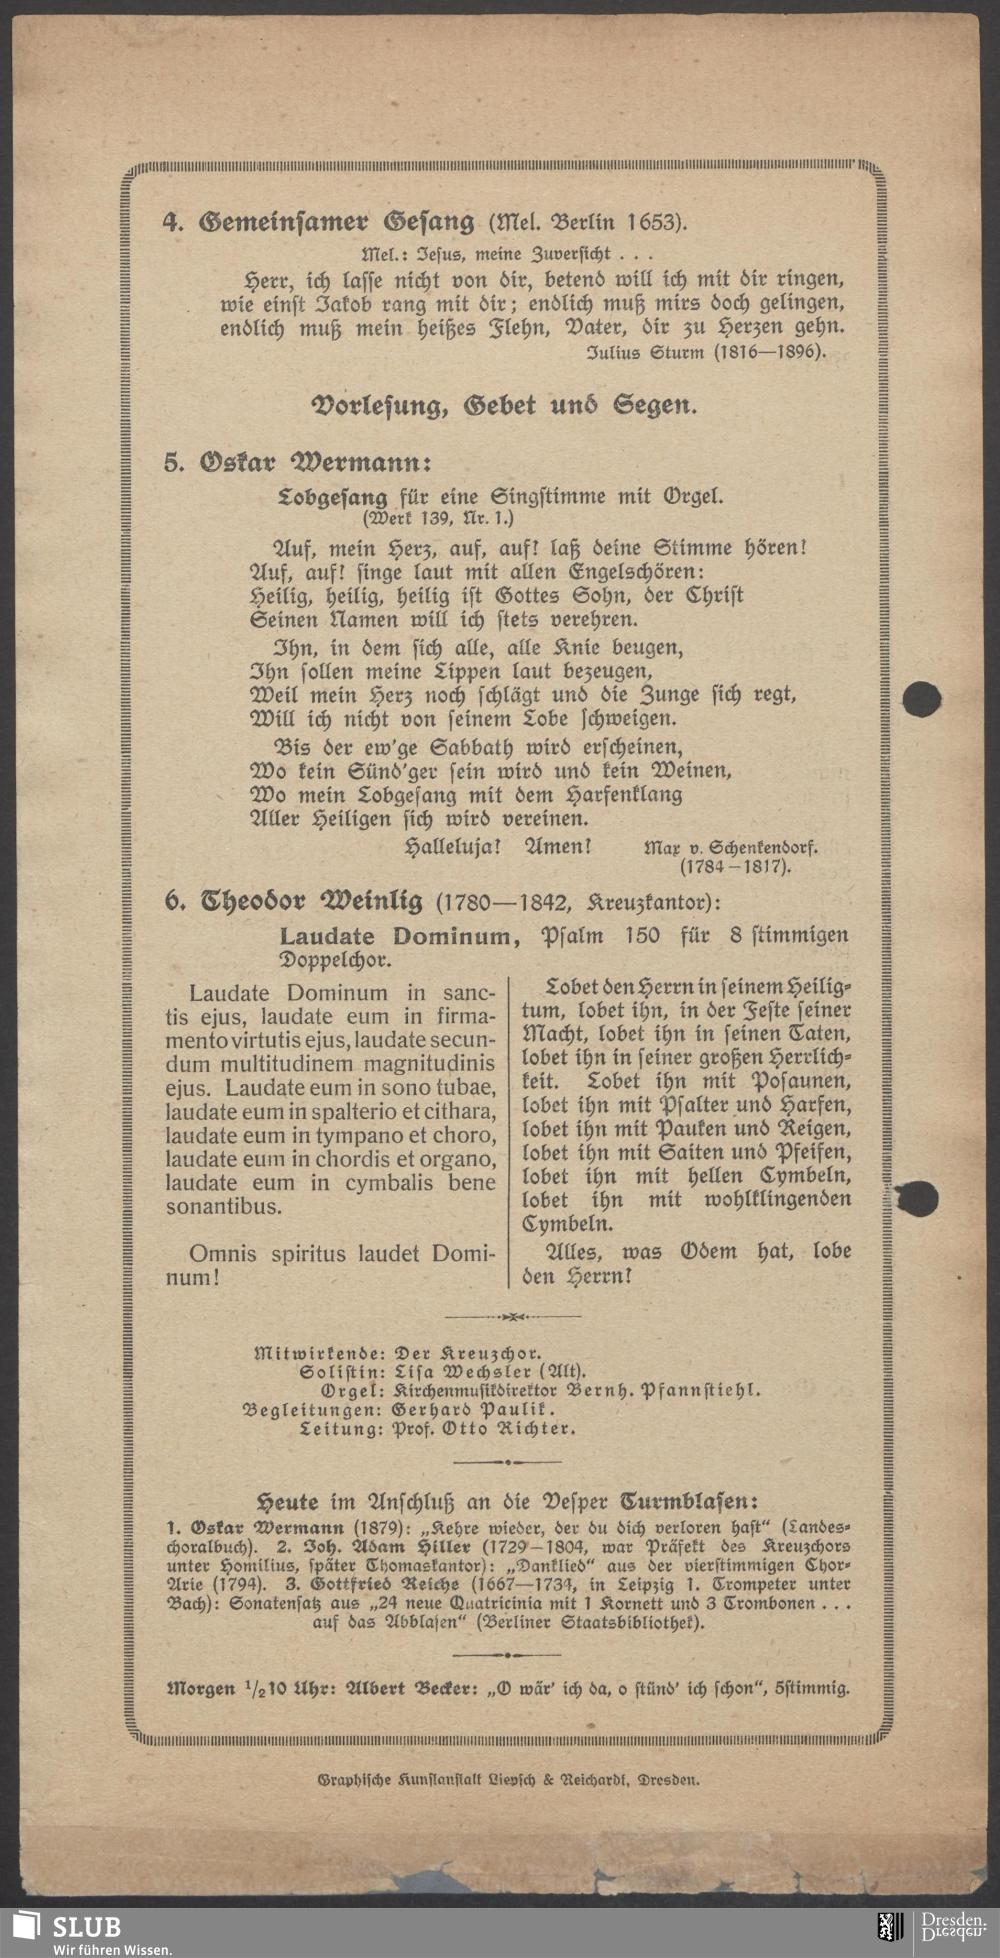 4. Gemeinsamer Gesang (Mel. Berlin 1653).
Mel.: Jesus, meine Zuversicht . . .
Herr, ich lasse nicht von dir, betend will ich mit dir ringen,
wie einst Jakob rang mit dir; endlich muß mirs doch gelingen,
endlich muß mein heißes Flehn, Vater, dir zu Herzen gehn.
Julius Sturm (1816—1896).
Vorlesung, Gebet und Segen.
5. Oskar Wermann:
Lobgesang für eine Singstimme mit Orgel.
(Werk 139, Nr. 1.)
Auf, mein Herz, auf, auf! laß deine Stimme hören!
Auf, auf! singe laut mit allen Engelschören:
Heilig, heilig, heilig ist Gottes Sohn, der Christ
Seinen Namen will ich stets verehren.
Ihn, in dem sich alle, alle Knie beugen,
Ihn sollen meine Lippen laut bezeugen,
Weil mein Herz noch schlägt und die Zunge sich regt,
Will ich nicht von seinem Lobe schweigen.
Bis der ew'ge Sabbath wird erscheinen,
Wo kein Sünd'ger sein wird und kein Weinen,
Wo mein Lobgesang mit dem Harfenklang
Aller Heiligen sich wird vereinen.
Halleluja! Amen! Max v. Schenkendorf.
(1784—1817).
6. Theodor Weinlig (1780—1842, Kreuzkantor):
Laudate Dominum, Psalm 150 für 8 stimmigen
Doppelchor.
Laudate Dominum in sanc-
tis ejus, laudate eum in firma-
mento virtutis ejus, laudate secun-
dum multitudinem magnitudinis
ejus. Laudate eum in sono tubae,
laudate eum in spalterio et cithara,
laudate eum in tympano et choro,
laudate eum in chordis et organo,
laudate eum in cymbalis bene
sonantibus.
Omnis spiritus laudet Domi-
num!
Lobet den Herrn in seinem Heilig-
tum, lobet ihn, in der Feste seiner
Macht, lobet ihn in seinen Taten,
lobet ihn in seiner großen Herrlich-
keit. Lobet ihn mit Posaunen,
lobet ihn mit Psalter und Harfen,
lobet ihn mit Pauken und Reigen,
lobet ihn mit Saiten und Pfeifen,
lobet ihn mit hellen Cymbeln,
lobet ihn mit wohlklingenden
Cymbeln.
Alles, was Odem hat, lobe
den Herrn!
Mitwirkende: Der Kreuzchor.
Solistin: Lisa Wechsler (Alt).
Orgel: Kirchenmusikdirektor Bernh. Pfannstiehl.
Begleitungen: Gerhard Paulik.
Leitung: Prof. Otto Richter.
Heute im Anschluß an die Vesper Turmblasen:
1. Oskar Wermann (1879): „Kehre wieder, der du dich verloren hast“ (Landes-
choralbuch). 2. Joh. Adam Hiller (1729—1804, war Präfekt des Kreuzchors
unter Homilius, später Thomaskantor): „Danklied“ aus der vierstimmigen Chor-
Arie (1794). 3. Gottfried Reiche (1667—1734, in Leipzig 1. Trompeter unter
Bach): Sonatensatz aus „24 neue Quatricinia mit 1 Kornett und 3 Trombonen . . .
auf das Abblasen“ (Berliner Staatsbibliothek).
Morgen 1/2 10 Uhr: Albert Becker: „O wär' ich da, o stünd' ich schon“, 5stimmig.
Graphische Kunstanstalt Liepsch & Reichardt, Dresden.
SLUB
Wir führen Wissen.
Dresden.
Dresden.